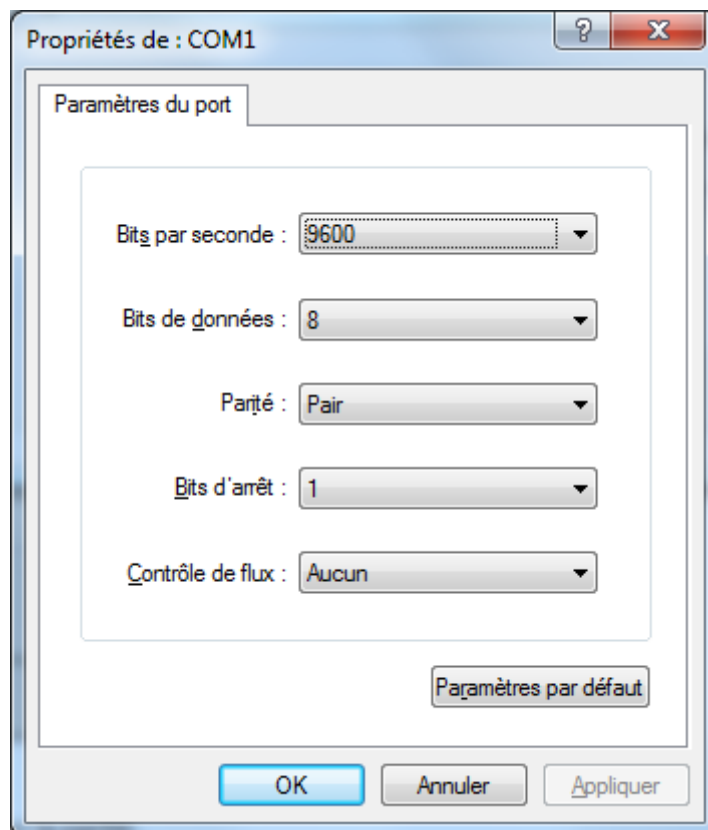 Propriétés de : COM1
?
X
Paramètres du port
Bits par seconde : 9600
Bits de données : 8
Parité : Pair
Bits d'arrêt : 1
Contrôle de flux : Aucun
Paramètres par défaut
OK Annuler Appliquer